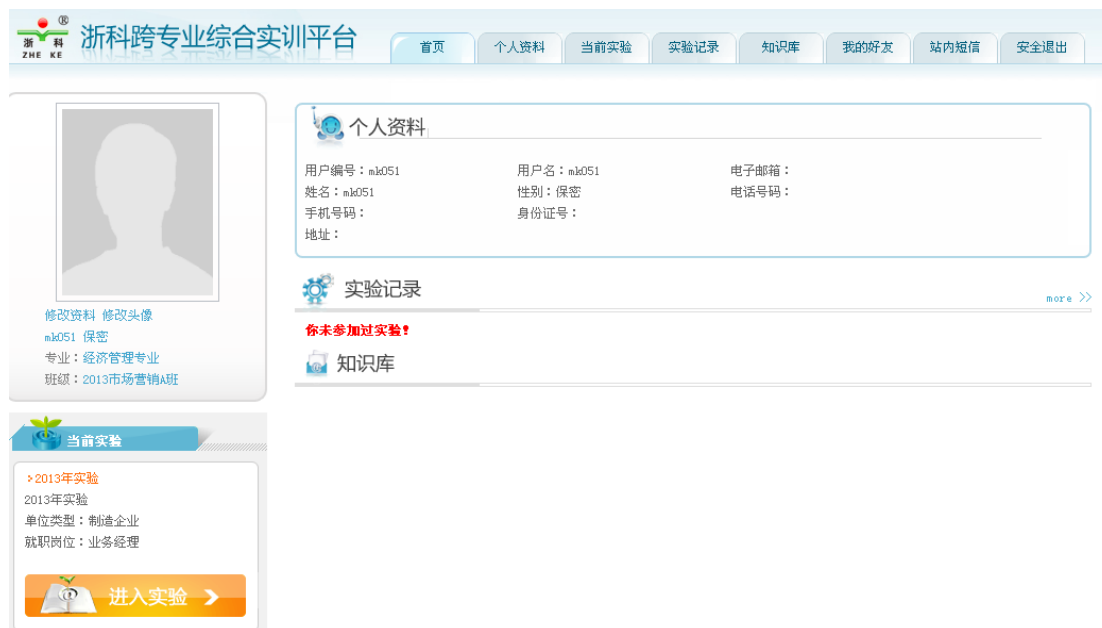 ®
浙 科
ZHE KE
浙科跨专业综合实训平台
首页 个人资料 当前实验 实验记录 知识库 我的好友 站内短信 安全退出
修改资料 修改头像
mk051 保密
专业：经济管理专业
班级：2013市场营销A班
当前实验
>2013年实验
2013年实验
单位类型：制造企业
就职岗位：业务经理
进入实验
个人资料
用户编号：mk051 用户名：mk051 电子邮箱：
姓名：mk051 性别：保密 电话号码：
手机号码： 身份证号：
地址：
实验记录
more >>
你未参加过实验！
知识库